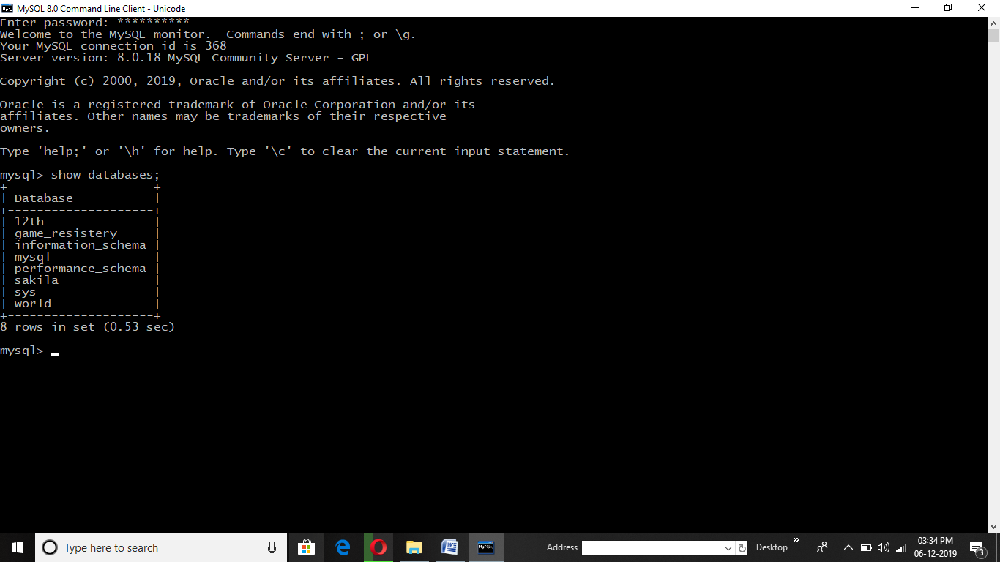 MySQL 8.0 Command Line Client - Unicode
Enter password: **********
Welcome to the MySQL monitor.  Commands end with ; or \g.
Your MySQL connection id is 368
Server version: 8.0.18 MySQL Community Server - GPL

Copyright (c) 2000, 2019, Oracle and/or its affiliates. All rights reserved.

Oracle is a registered trademark of Oracle Corporation and/or its
affiliates. Other names may be trademarks of their respective
owners.

Type 'help;' or '\h' for help. Type '\c' to clear the current input statement.

mysql> show databases;
+--------------------+
| Database           |
+--------------------+
| 12th               |
| game_resistery     |
| information_schema |
| mysql              |
| performance_schema |
| sakila             |
| sys                |
| world              |
+--------------------+
8 rows in set (0.53 sec)

mysql> _
Type here to search
Address
Desktop
03:34 PM
06-12-2019
3